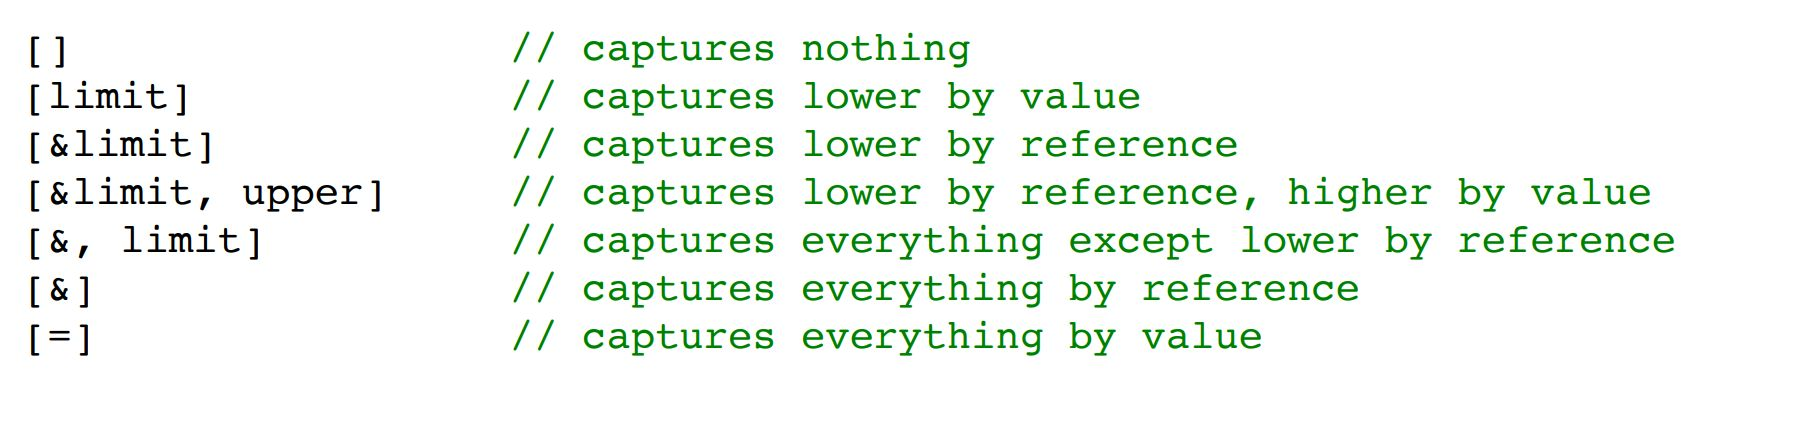 [] // captures nothing
[limit] // captures lower by value
[&limit] // captures lower by reference
[&limit, upper] // captures lower by reference, higher by value
[&, limit] // captures everything except lower by reference
[&] // captures everything by reference
[=] // captures everything by value